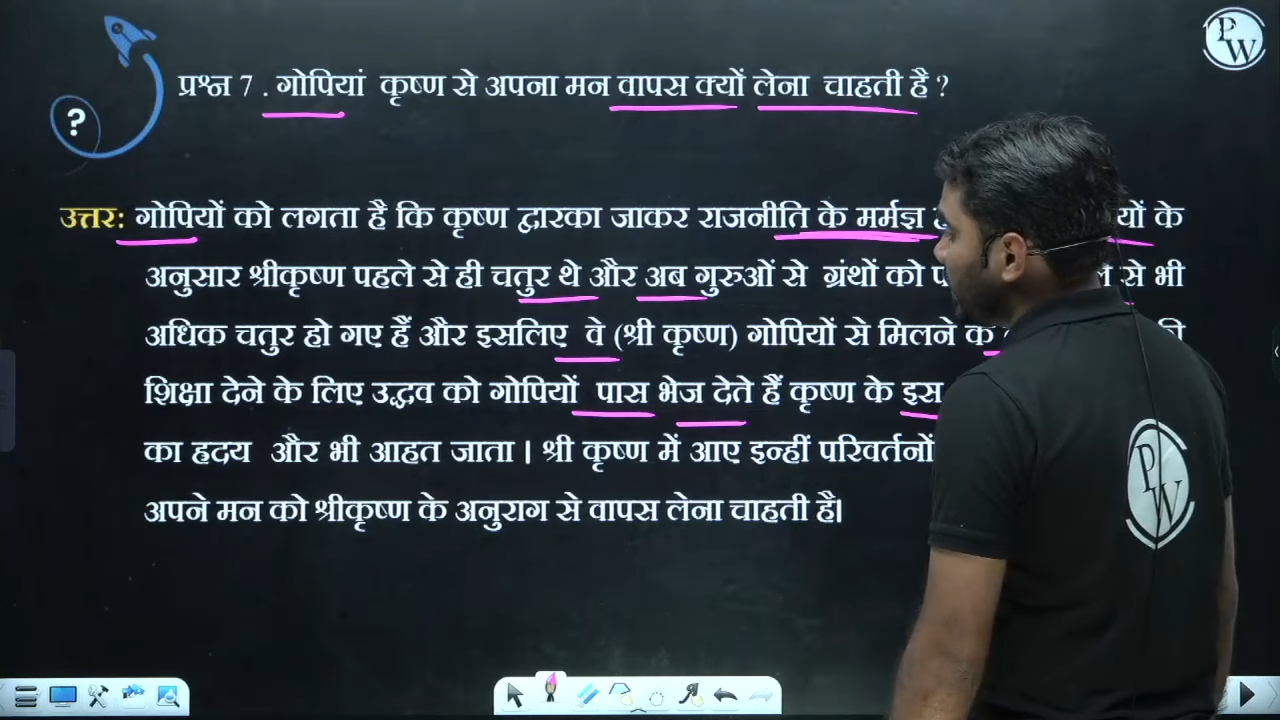 प्रश्न 7 . गोपियां कृष्ण से अपना मन वापस क्यों लेना चाहती है ?
उत्तर: गोपियों को लगता है कि कृष्ण द्वारका जाकर राजनीति के मर्मज्ञ के
अनुसार श्रीकृष्ण पहले से ही चतुर थे और अब गुरुओं से ग्रंथों को से भी
अधिक चतुर हो गए हैं और इसलिए वे (श्री कृष्ण) गोपियों से मिलने
शिक्षा देने के लिए उद्धव को गोपियों पास भेज देते हैं कृष्ण के इस
का हृदय और भी आहत जाता । श्री कृष्ण में आए इन्हीं परिवर्तनों
अपने मन को श्रीकृष्ण के अनुराग से वापस लेना चाहती है।
PW
PW